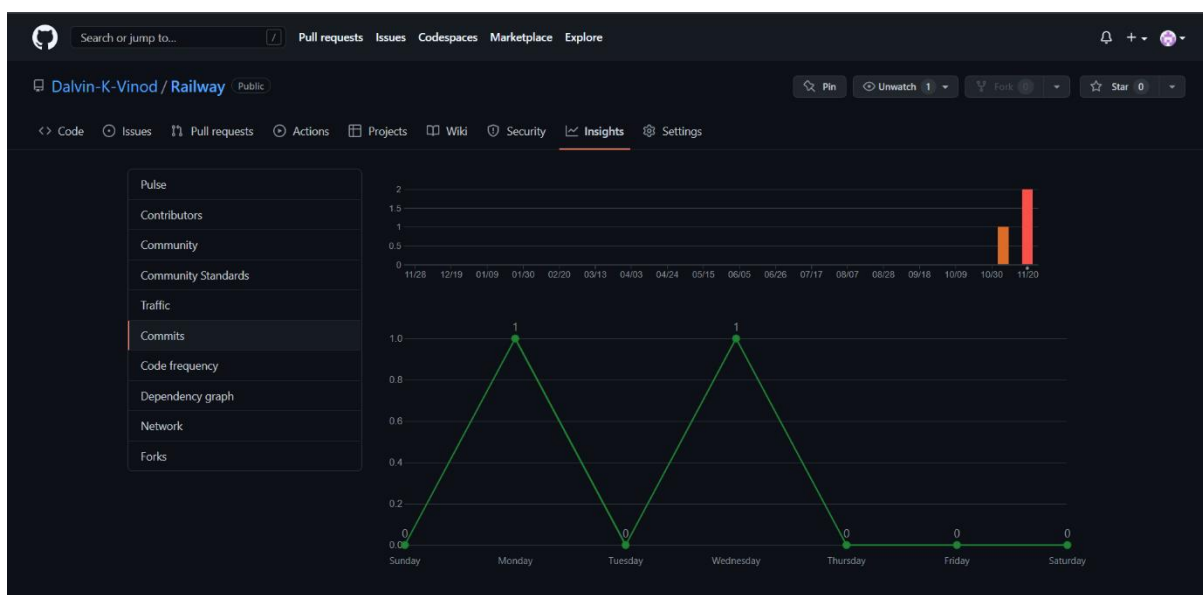 Search or jump to... / Pull requests Issues Codespaces Marketplace Explore
Dalvin-K-Vinod / Railway Public
Pin Unwatch 1 Fork 0 Star 0
Code Issues Pull requests Actions Projects Wiki Security Insights Settings
Pulse
Contributors
Community
Community Standards
Traffic
Commits
Code frequency
Dependency graph
Network
Forks
2
1.5
1
0.5
0
11/28 12/19 01/09 01/30 02/20 03/13 04/03 04/24 05/15 06/05 06/26 07/17 08/07 08/28 09/18 10/09 10/30 11/20
1 1
1.0
0.8
0.6
0.4
0.2
0 0 0 0 0
0.0
Sunday Monday Tuesday Wednesday Thursday Friday Saturday